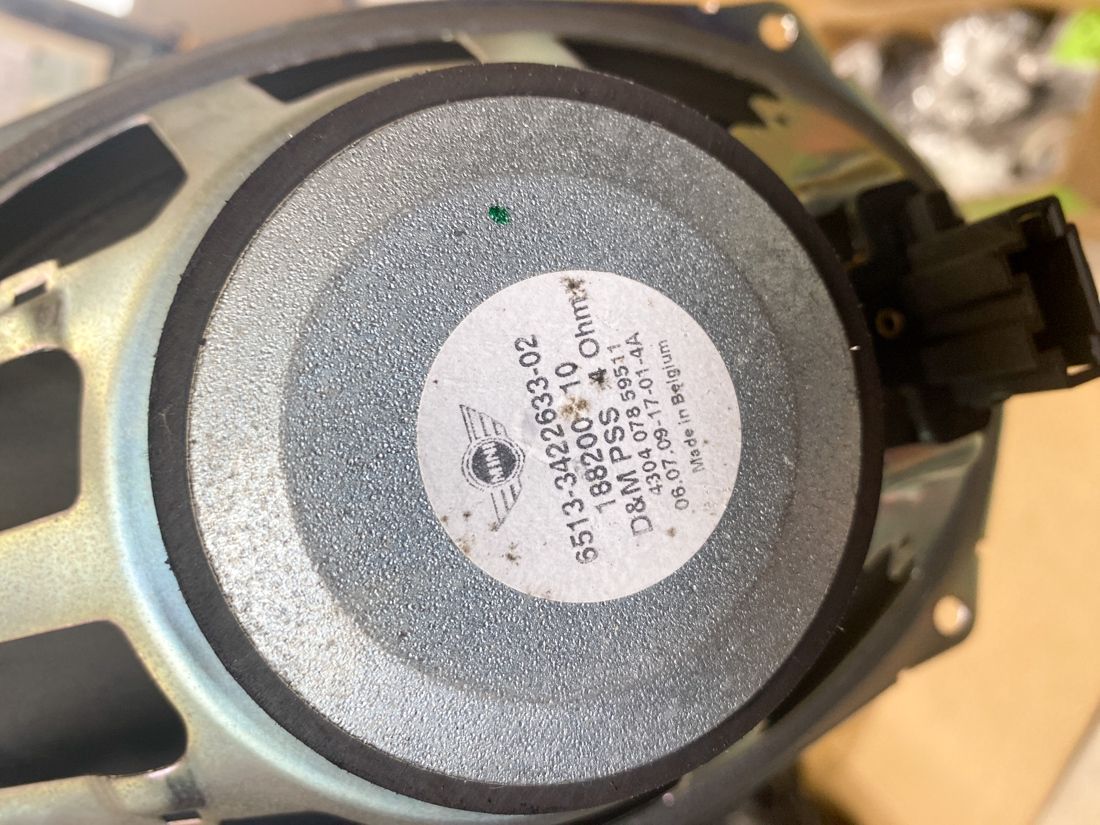 MINI
6513-3422633-02
188200 10
D&M PSS 4 Ohm
4304 078 59511
06.07.09-17-01-4A
Made in Belgium